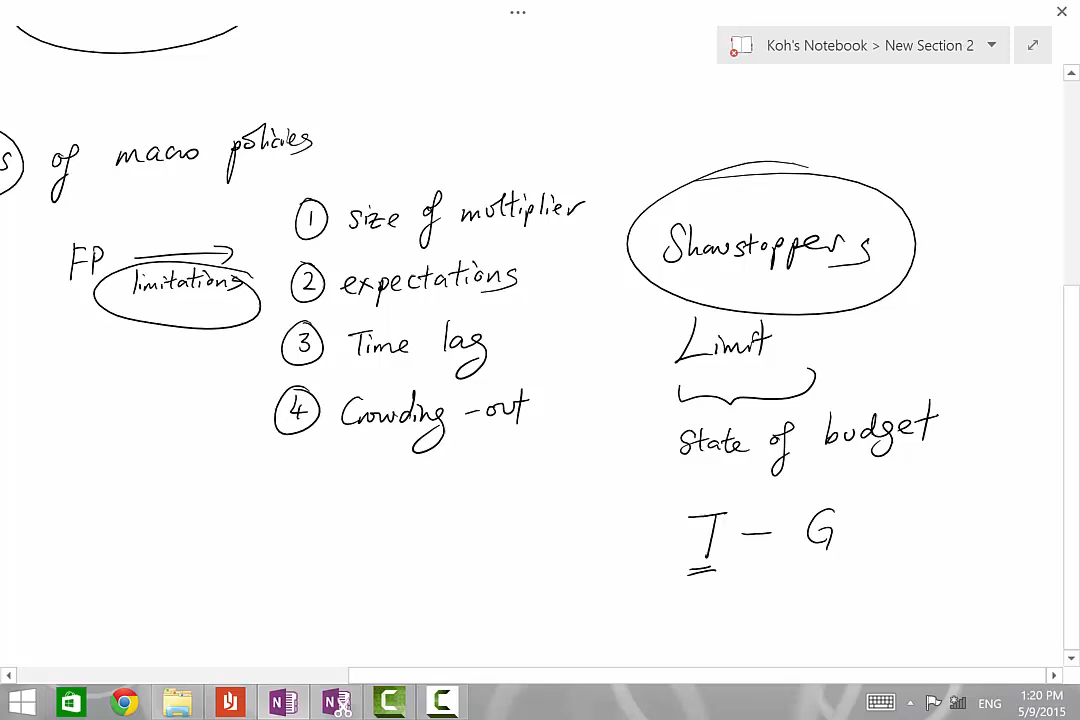 Koh's Notebook > New Section 2
s of macro policies
FP limitations
① size of multiplier
② expectations
③ Time lag
④ Crowding-out
Showstoppers
Limit
State of budget
T - G
ENG
1:20 PM
5/9/2015